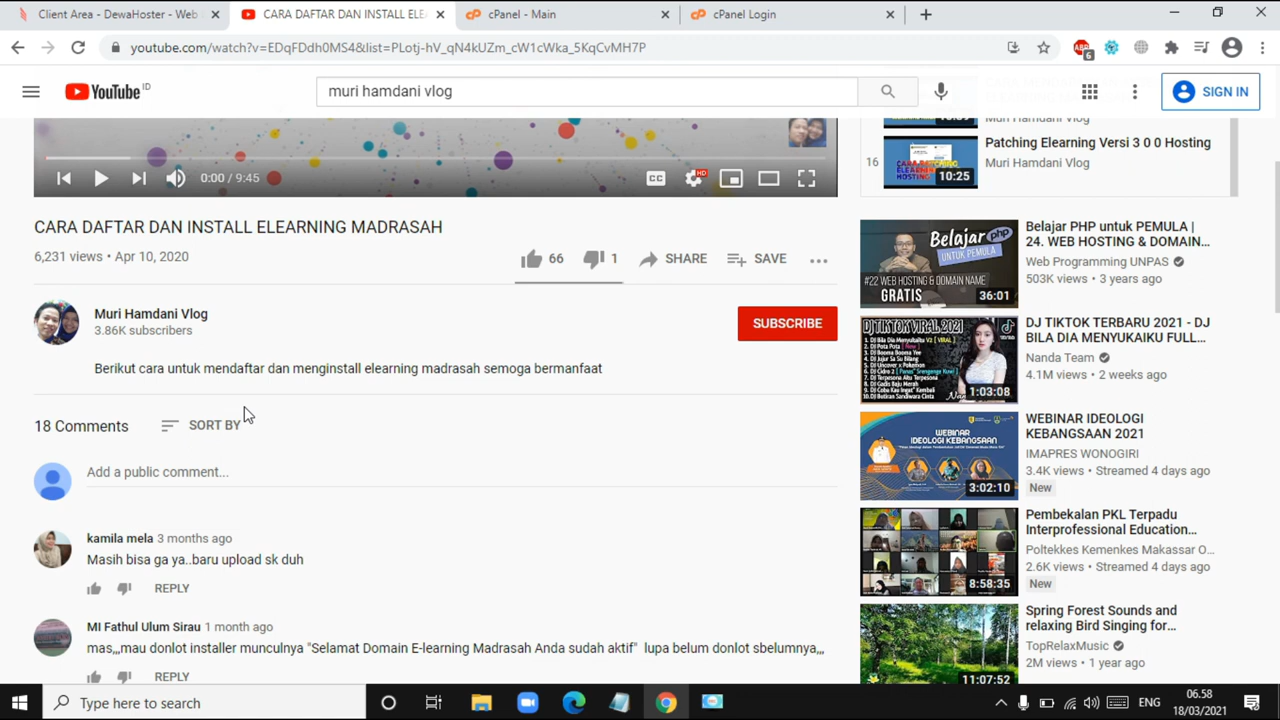 Client Area - DewaHoster - Web
CARA DAFTAR DAN INSTALL ELE
cPanel - Main
cPanel Login
youtube.com/watch?v=EDqFDdh0MS4&list=PLotj-hV_qN4kUZm_cW1cWka_5KqCvMH7P
6
YouTube ID
muri hamdani vlog
SIGN IN
Muri Hamdani Vlog
16
Patching Elearning Versi 3 0 0 Hosting
Muri Hamdani Vlog
10:25
0:00 / 9:45
CC
HD
CARA DAFTAR DAN INSTALL ELEARNING MADRASAH
6,231 views • Apr 10, 2020
66
1
SHARE
SAVE
Muri Hamdani Vlog
3.86K subscribers
SUBSCRIBE
Berikut cara untuk mendaftar dan menginstall elearning madrasah semoga bermanfaat
18 Comments
SORT BY
Add a public comment...
kamila mela 3 months ago
Masih bisa ga ya..baru upload sk duh
REPLY
MI Fathul Ulum Sirau 1 month ago
mas,,,mau donlot installer munculnya "Selamat Domain E-learning Madrasah Anda sudah aktif" lupa belum donlot sbelumnya,,,
REPLY
Belajar php
UNTUK PEMULA
#22 WEB HOSTING & DOMAIN NAME
GRATIS
36:01
Belajar PHP untuk PEMULA |
24. WEB HOSTING & DOMAIN...
Web Programming UNPAS
503K views • 3 years ago
DJ TIKTOK VIRAL 2021
1:03:08
DJ TIKTOK TERBARU 2021 - DJ
BILA DIA MENYUKAIKU FULL...
Nanda Team
4.1M views • 2 weeks ago
WEBINAR
IDEOLOGI KEBANGSAAN
3:02:10
WEBINAR IDEOLOGI
KEBANGSAAN 2021
IMAPRES WONOGIRI
3.4K views • Streamed 4 days ago
New
8:58:35
Pembekalan PKL Terpadu
Interprofessional Education...
Poltekkes Kemenkes Makassar O...
2.6K views • Streamed 4 days ago
New
11:07:52
Spring Forest Sounds and
relaxing Bird Singing for...
TopRelaxMusic
2M views • 1 year ago
Type here to search
ENG
06.58
18/03/2021